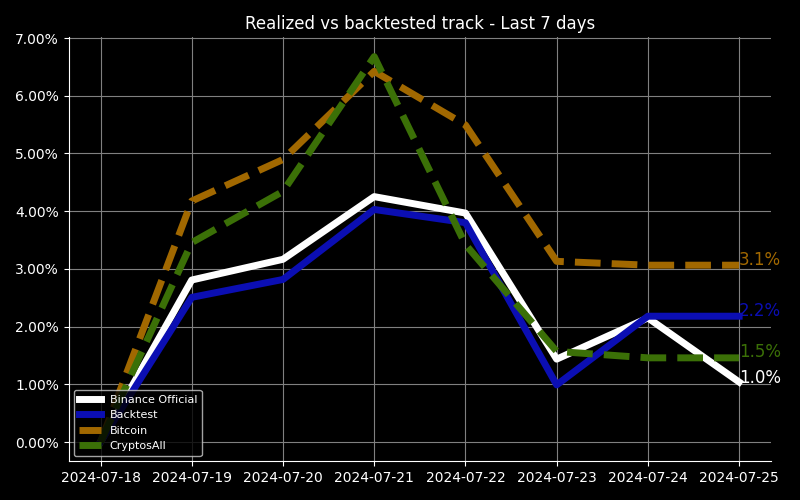 Realized vs backtested track - Last 7 days
7.00%
6.00%
5.00%
4.00%
3.00%
2.00%
1.00%
0.00%
3.1%
2.2%
1.5%
1.0%
Binance Official
Backtest
Bitcoin
CryptosAll
2024-07-18 2024-07-19 2024-07-20 2024-07-21 2024-07-22 2024-07-23 2024-07-24 2024-07-25